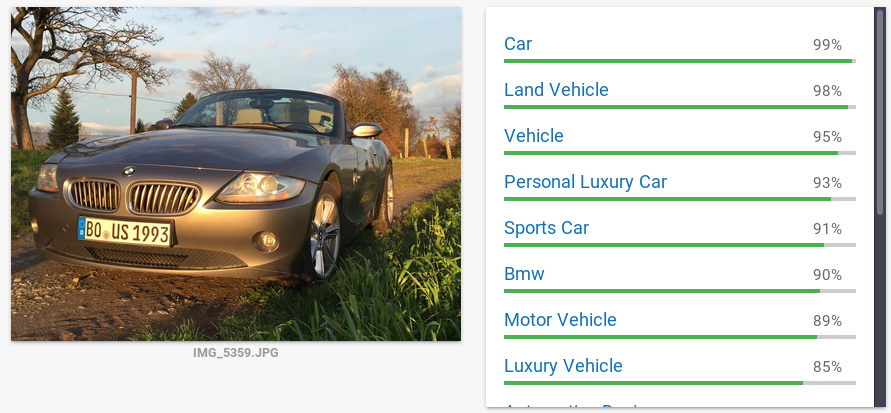 BO US 1993
IMG_5359.JPG
Car 99%
Land Vehicle 98%
Vehicle 95%
Personal Luxury Car 93%
Sports Car 91%
Bmw 90%
Motor Vehicle 89%
Luxury Vehicle 85%